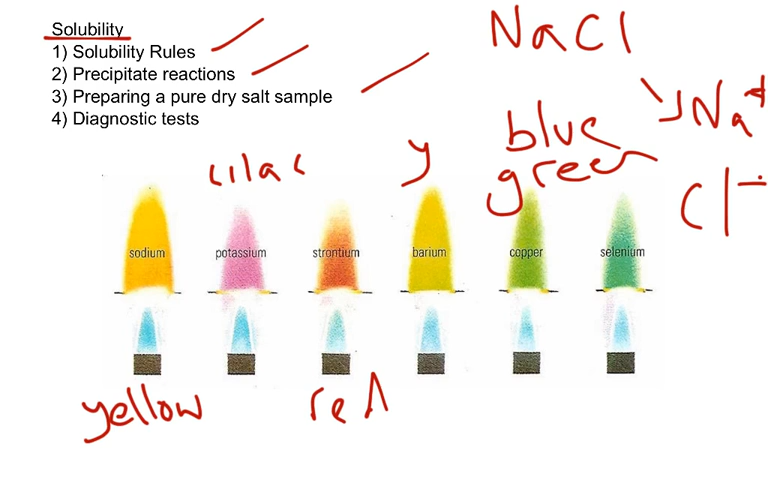 Solubility
1) Solubility Rules
2) Precipitate reactions
3) Preparing a pure dry salt sample
4) Diagnostic tests
NaCl
Na+
Cl-
lilac
y
blue
green
sodium
potassium
strontium
barium
copper
selenium
yellow
red